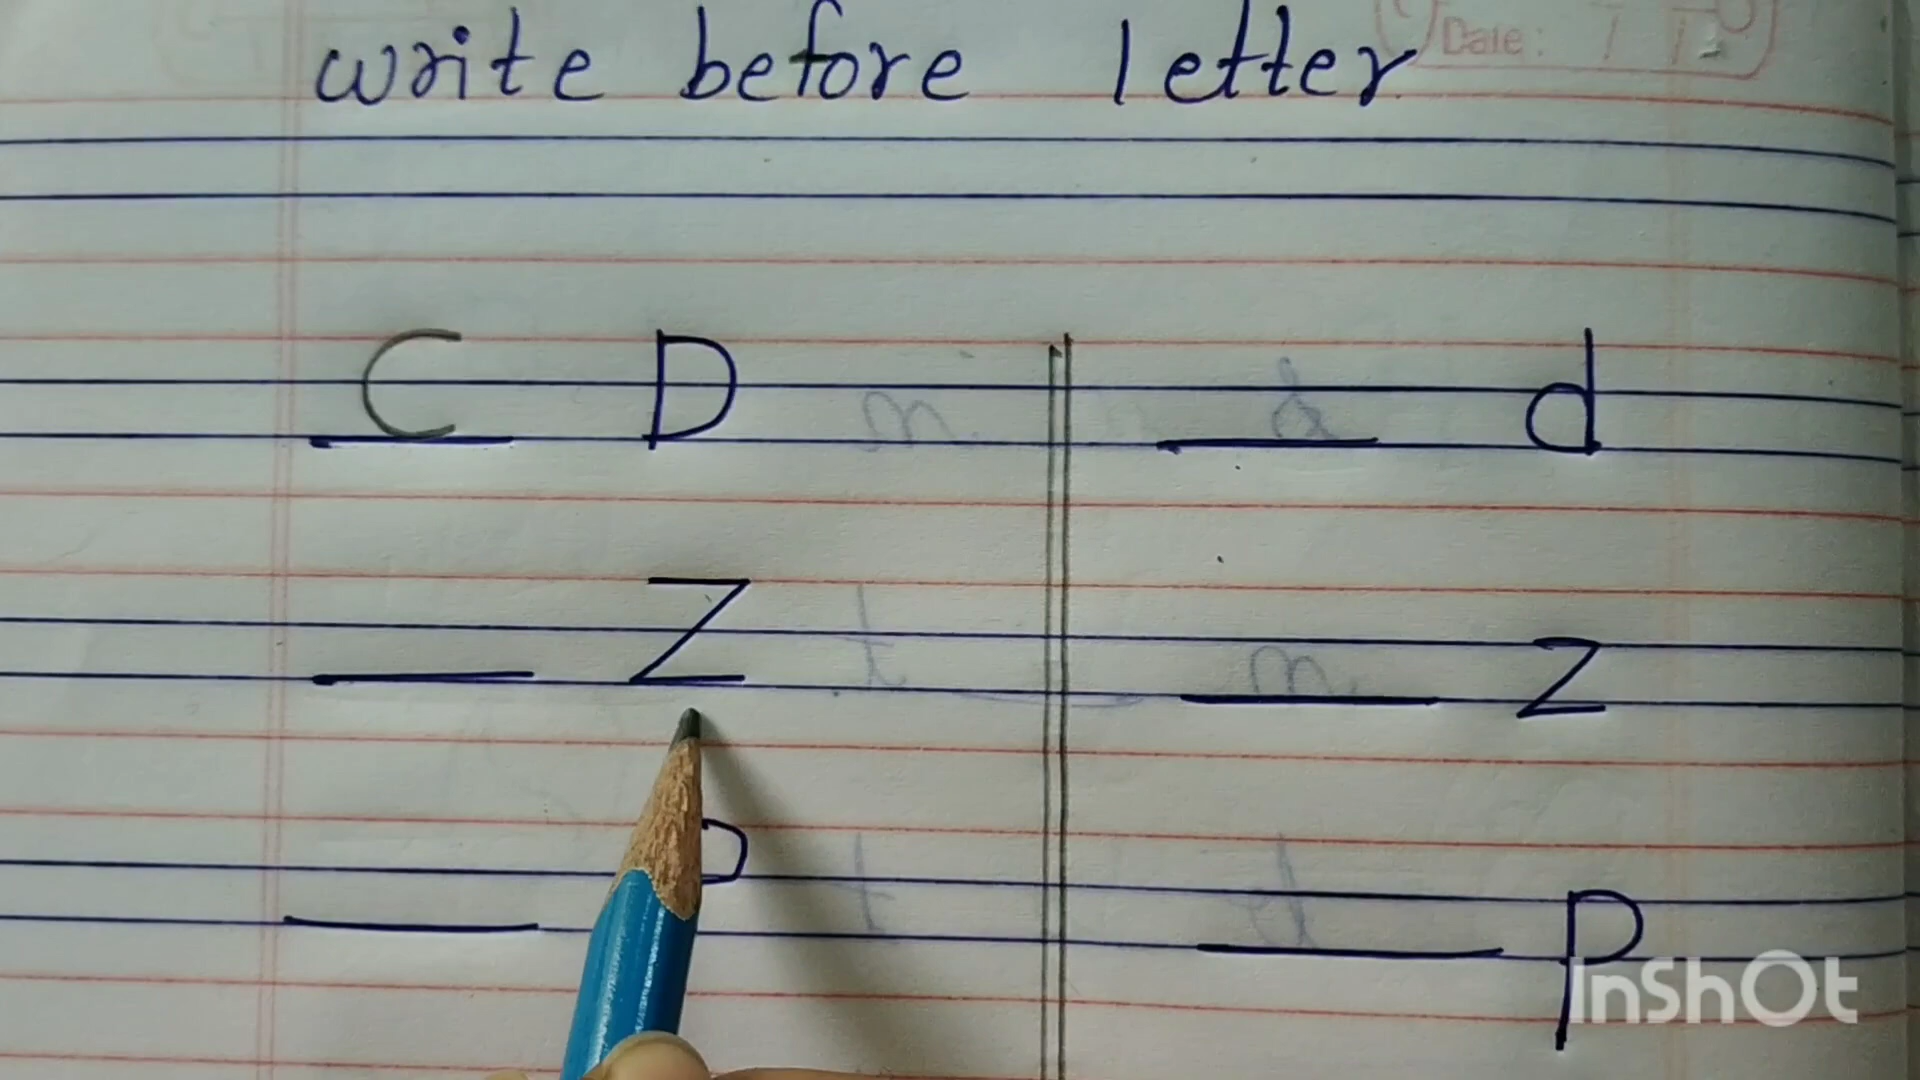 Date:
write before letter
C D d
Z z
P p
InShOt